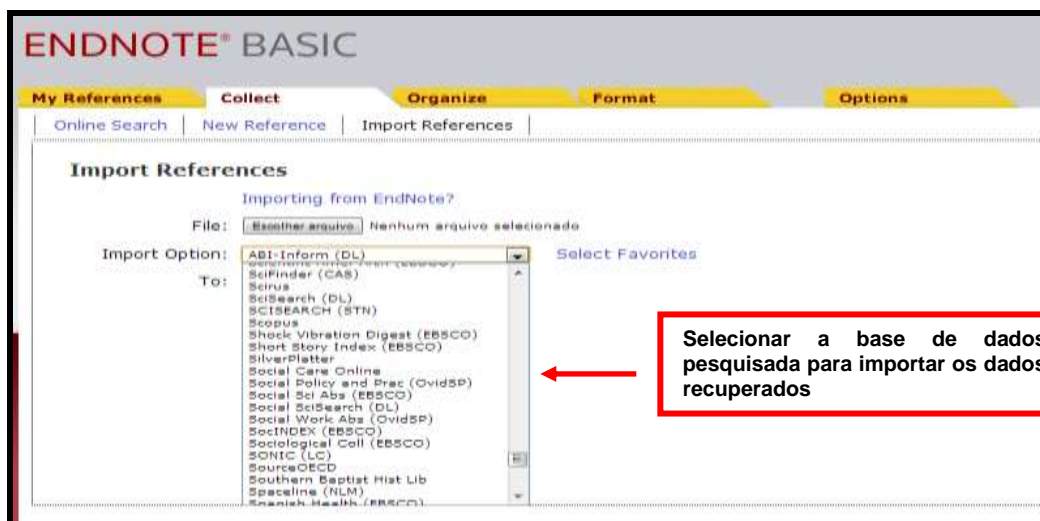 ENDNOTE® BASIC
My References Collect Organize Format Options
Online Search New Reference Import References
Import References
Importing from EndNote?
File: Escolher arquivo Nenhum arquivo selecionado
Import Option: ABI-Inform (DL) Select Favorites
To:
SciFinder (CAS)
Scirus
SciSearch (DL)
SCISEARCH (STN)
Scopus
Shock Vibration Digest (EBSCO)
Short Story Index (EBSCO)
SilverPlatter
Social Care Online
Social Policy and Prac (OvidSP)
Social Sci Abs (EBSCO)
Social SciSearch (DL)
Social Work Abs (OvidSP)
SocINDEX (EBSCO)
Sociological Coll (EBSCO)
SONIC (LC)
SourceOECD
Southern Baptist Hist Lib
Spaceline (NLM)
Spanish Health (EBSCO)
Selecionar a base de dados
pesquisada para importar os dados
recuperados